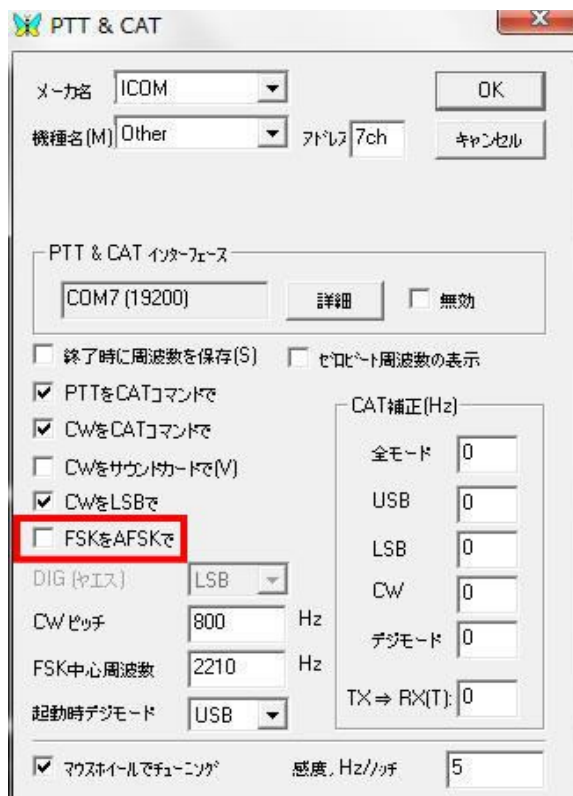 PTT & CAT
メーカ名 ICOM OK
機種名(M) Other ｱﾄﾞﾚｽ 7ch ｷｬﾝｾﾙ
PTT & CAT ｲﾝﾀｰﾌｪｰｽ
COM7 (19200) 詳細 無効
終了時に周波数を保存(S) ｾﾞﾛﾋﾞｰﾄ周波数の表示
PTTをCATｺﾏﾝﾄﾞで
CAT補正(Hz)
CWをCATｺﾏﾝﾄﾞで
全モード 0
CWをｻｳﾝﾄﾞｶｰﾄﾞで(V)
CWをLSBで
USB 0
FSKをAFSKで
LSB 0
DIG (ヤエス) LSB
CW 0
CW ピッチ 800 Hz
デジモード 0
FSK中心周波数 2210 Hz
TX ⇒ RX(T): 0
起動時デジモード USB
ﾏｳｽﾎｲｰﾙでﾁｭｰﾆﾝｸﾞ 感度, Hz/ﾉｯﾁ 5